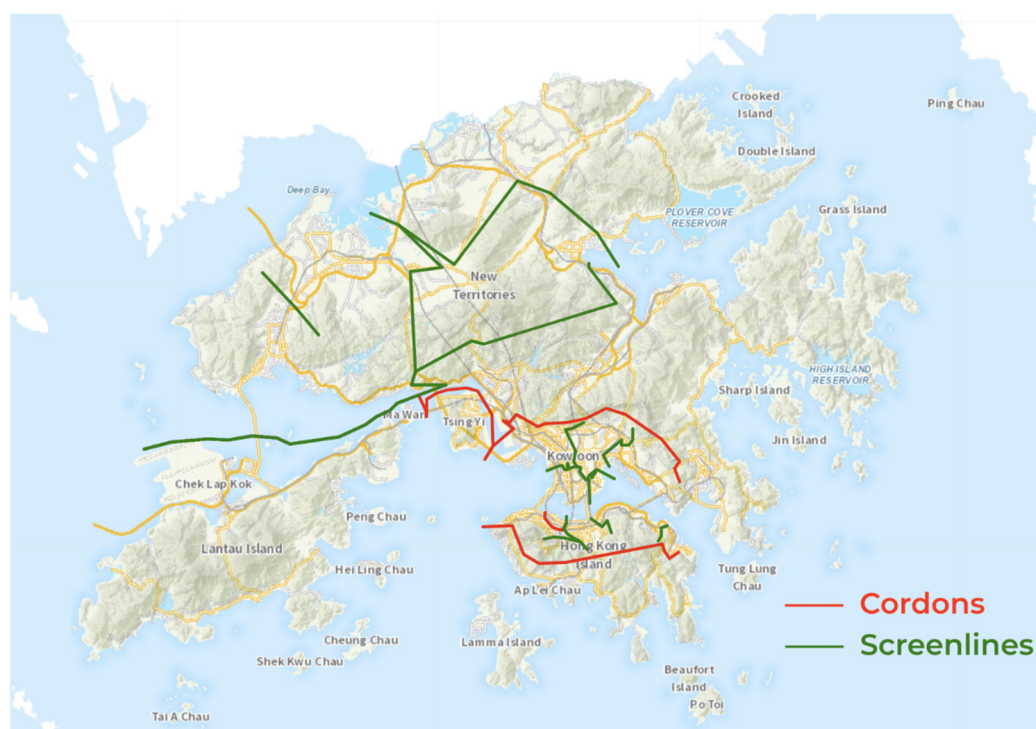 Crooked
Island
Ping Chau
Double Island
Deep Bay
PLOVER COVE
RESERVOIR
Grass Island
New
Territories
HIGH ISLAND
RESERVOIR
Sharp Island
Ma Wan
Tsing Yi
Jin Island
Kowloon
Chek Lap Kok
Peng Chau
Lantau Island
Hong Kong
Island
Hei Ling Chau
Tung Lung
Chau
Ap Lei Chau
Cordons
Cheung Chau
Lamma Island
Screenlines
Shek Kwu Chau
Beaufort
Island
Po Toi
Tai A Chau